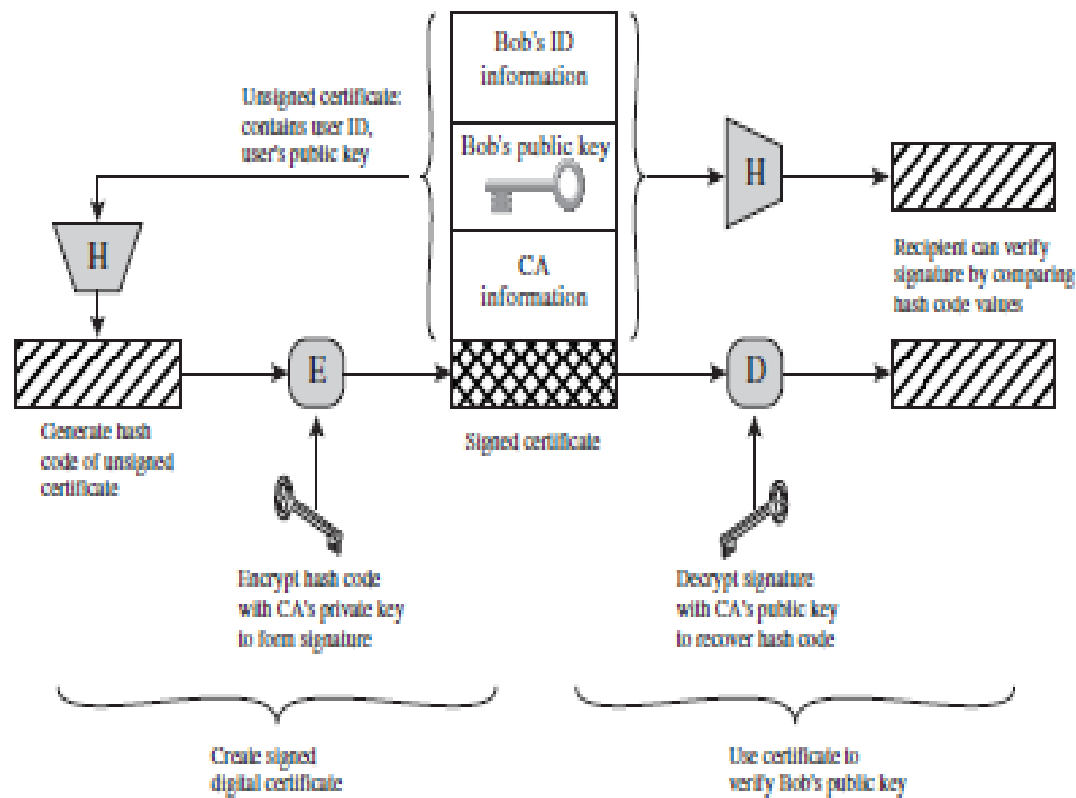 Bob's ID
information
Unsigned certificate:
contains user ID,
user's public key
Bob's public key
H
H
CA
information
Recipient can verify
signature by comparing
hash code values
E
D
Generate hash
code of unsigned
certificate
Signed certificate
Encrypt hash code
with CA's private key
to form signature
Decrypt signature
with CA's public key
to recover hash code
Create signed
digital certificate
Use certificate to
verify Bob's public key